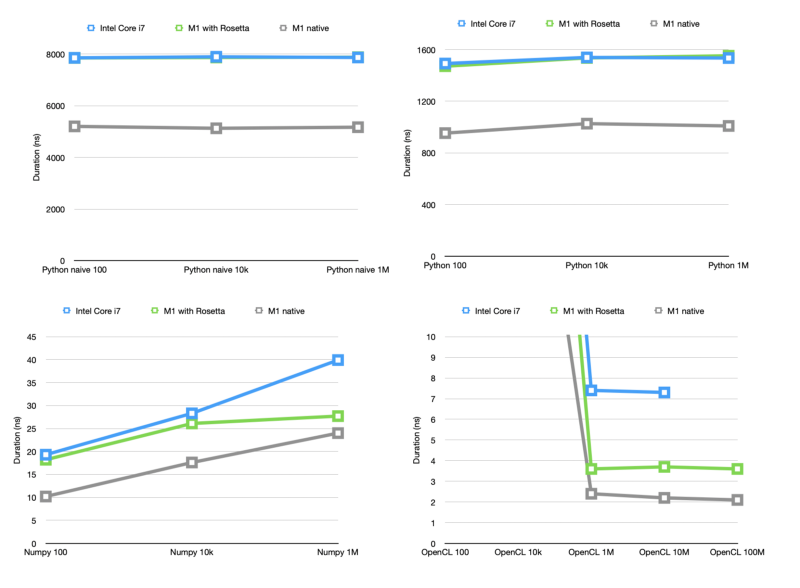 Intel Core i7 M1 with Rosetta M1 native
8000
6000
4000
2000
0
Duration (ns)
Python naive 100 Python naive 10k Python naive 1M
Intel Core i7 M1 with Rosetta M1 native
1600
1200
800
400
0
Duration (ns)
Python 100 Python 10k Python 1M
Intel Core i7 M1 with Rosetta M1 native
45
40
35
30
25
20
15
10
5
0
Duration (ns)
Numpy 100 Numpy 10k Numpy 1M
Intel Core i7 M1 with Rosetta M1 native
10
9
8
7
6
5
4
3
2
1
0
Duration (ns)
OpenCL 100 OpenCL 10k OpenCL 1M OpenCL 10M OpenCL 100M